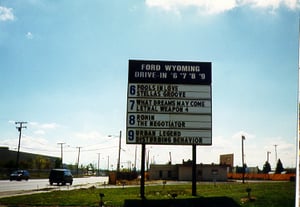 FORD WYOMING
DRIVE-IN '6'7'8'9
6 FOOLS IN LOVE
STELLAS GROOVE
7 WHAT DREAMS MAY COME
LETHAL WEAPON 4
8 RONIN
THE NEGOTIATOR
9 URBAN LEGEND
DISTURBING BEHAVIOR